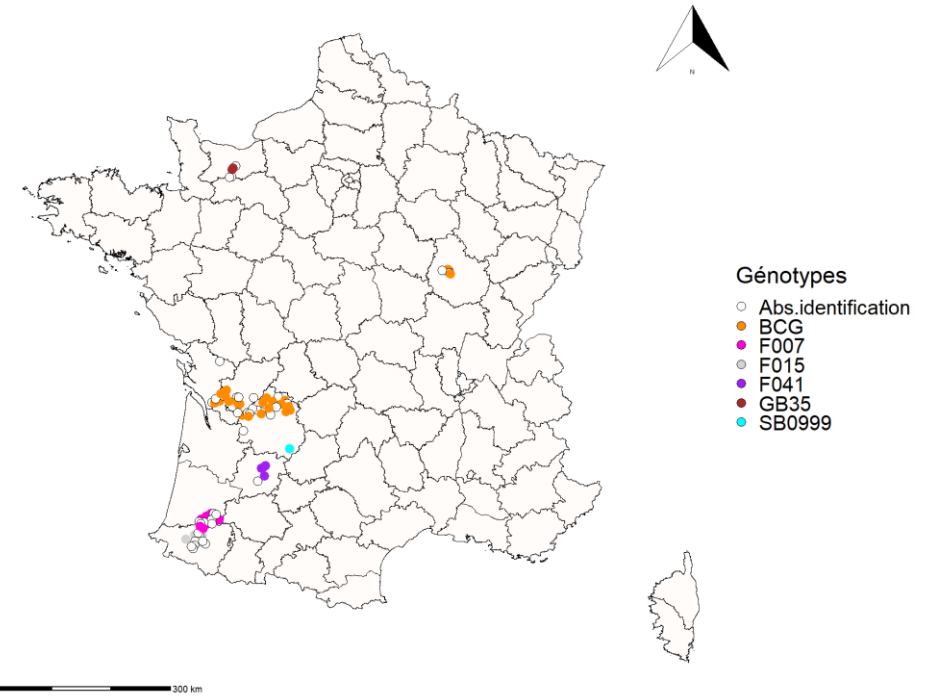 N
Génotypes
Abs.identification
BCG
F007
F015
F041
GB35
SB0999
300 km